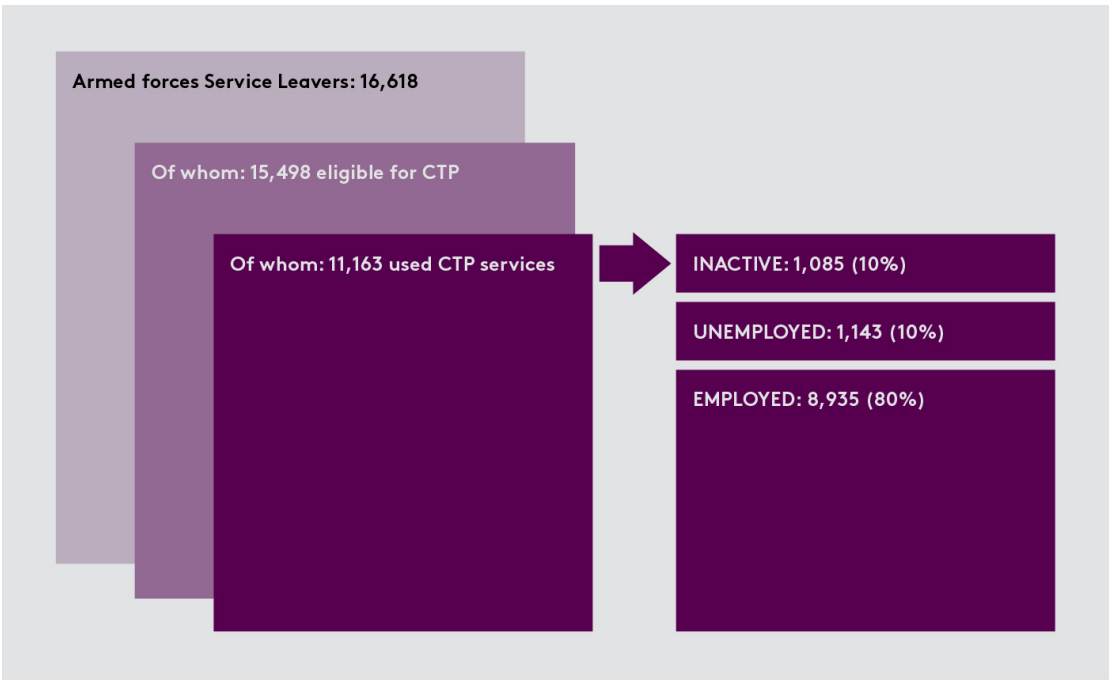 Armed forces Service Leavers: 16,618
Of whom: 15,498 eligible for CTP
Of whom: 11,163 used CTP services
INACTIVE: 1,085 (10%)
UNEMPLOYED: 1,143 (10%)
EMPLOYED: 8,935 (80%)